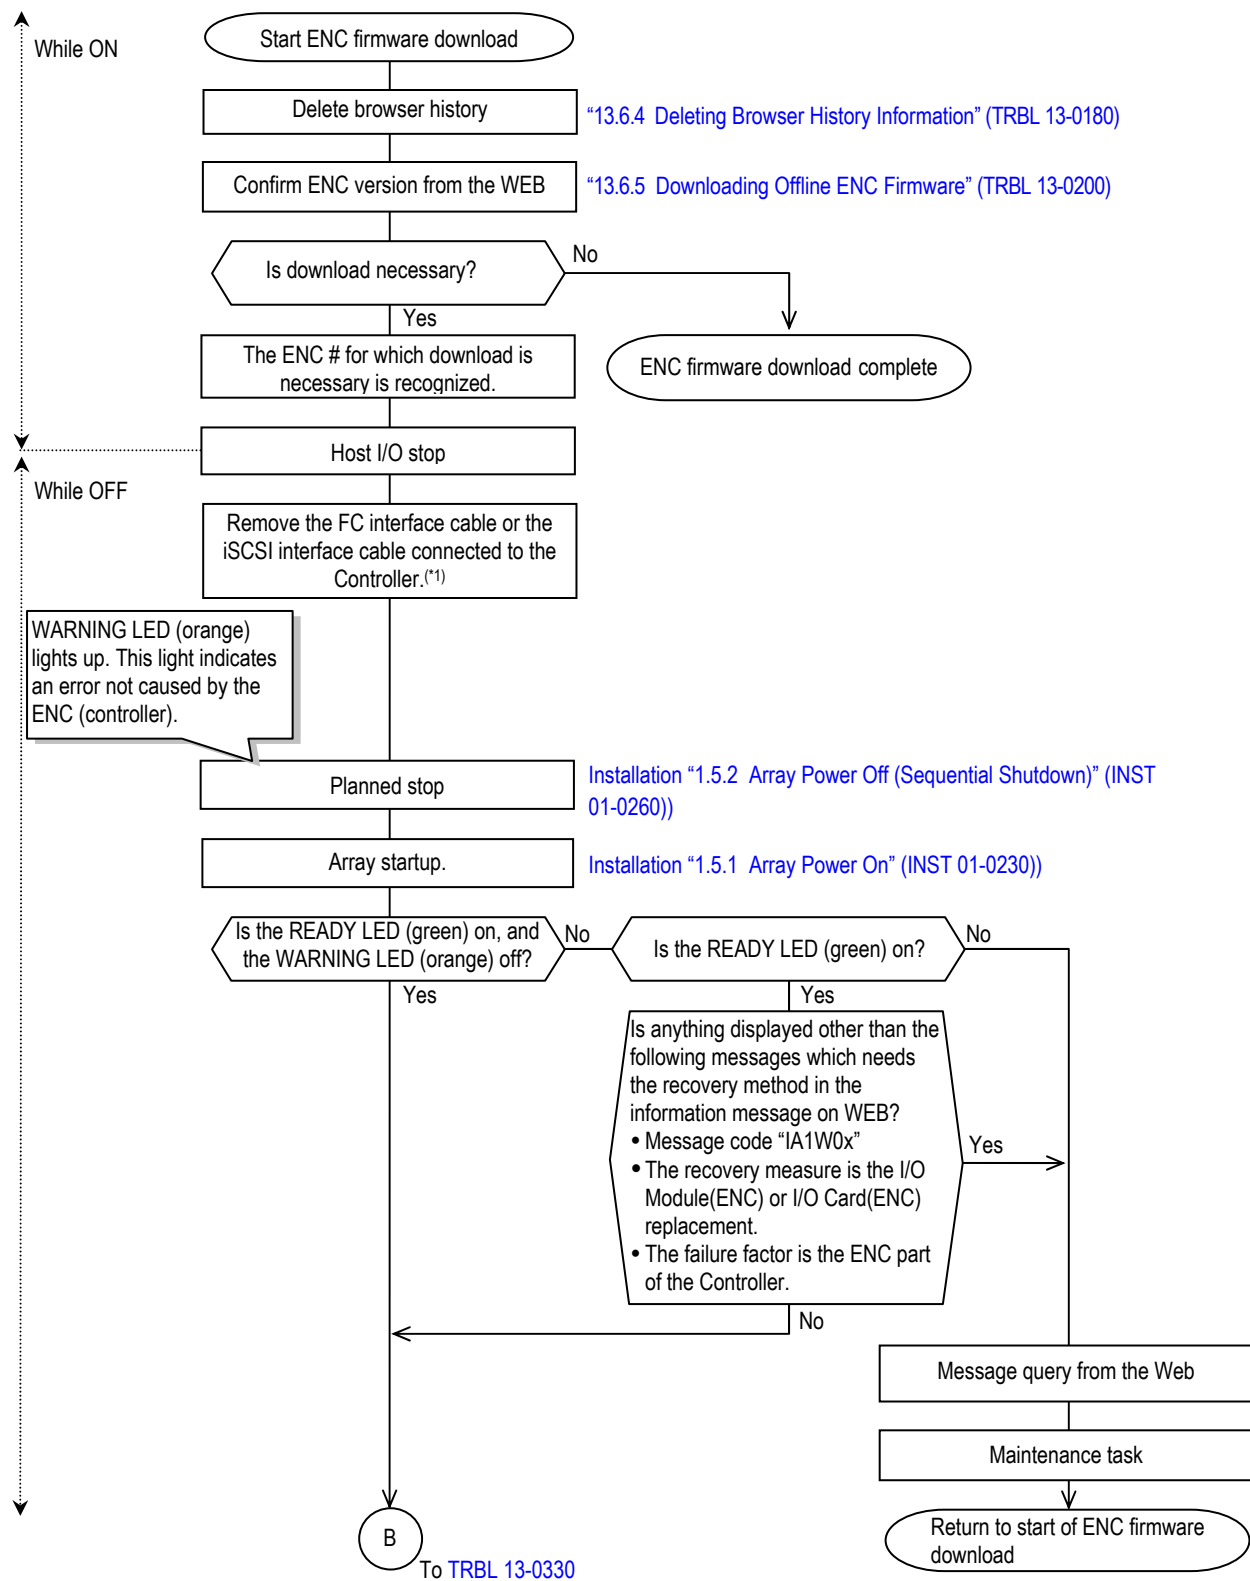 While ON
Start ENC firmware download
Delete browser history
“13.6.4 Deleting Browser History Information” (TRBL 13-0180)
Confirm ENC version from the WEB
“13.6.5 Downloading Offline ENC Firmware” (TRBL 13-0200)
Is download necessary?
No
Yes
The ENC # for which download is
necessary is recognized.
ENC firmware download complete
Host I/O stop
While OFF
Remove the FC interface cable or the
iSCSI interface cable connected to the
Controller.(*1)
WARNING LED (orange)
lights up. This light indicates
an error not caused by the
ENC (controller).
Planned stop
Installation “1.5.2 Array Power Off (Sequential Shutdown)” (INST
01-0260))
Array startup.
Installation “1.5.1 Array Power On” (INST 01-0230))
Is the READY LED (green) on, and
the WARNING LED (orange) off?
No
Is the READY LED (green) on?
No
Yes
Yes
Is anything displayed other than the
following messages which needs
the recovery method in the
information message on WEB?
• Message code “IA1W0x”
• The recovery measure is the I/O
Module(ENC) or I/O Card(ENC)
replacement.
• The failure factor is the ENC part
of the Controller.
Yes
No
Message query from the Web
Maintenance task
Return to start of ENC firmware
download
B
To TRBL 13-0330